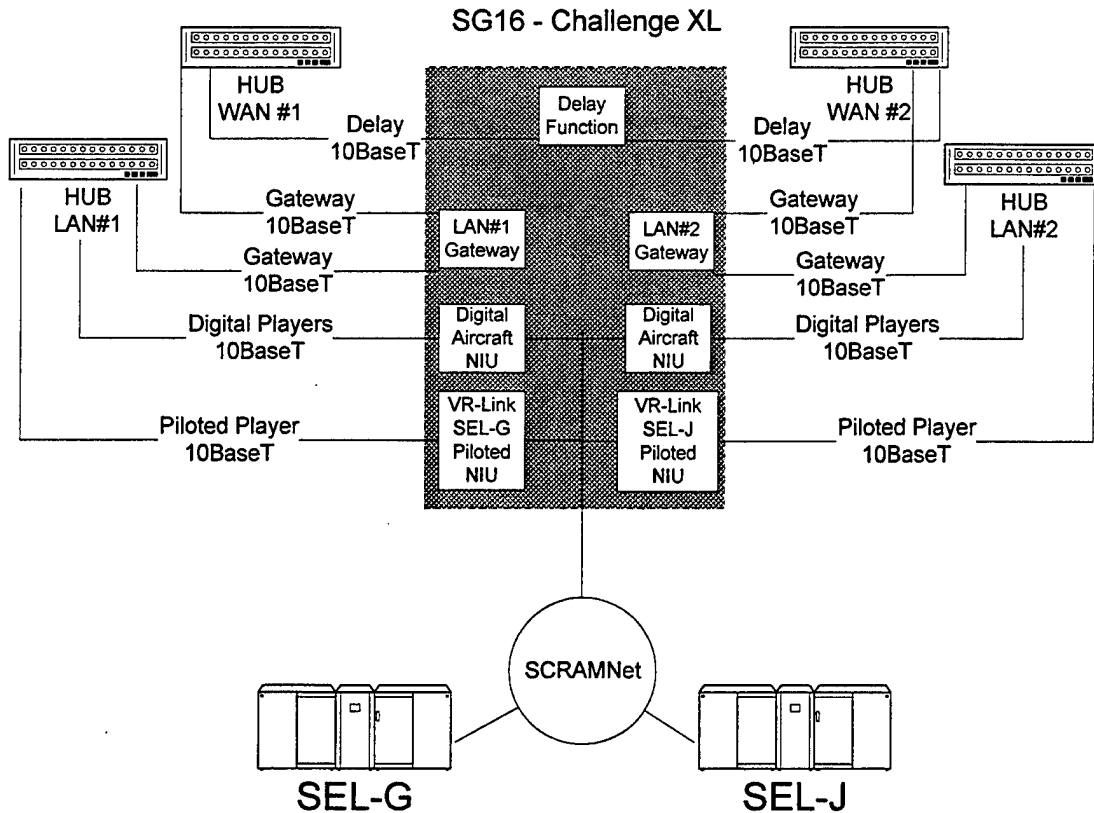 SG16 - Challenge XL
HUB
WAN #1
HUB
WAN #2
Delay
10BaseT
Delay
Function
Delay
10BaseT
HUB
LAN#1
HUB
LAN#2
Gateway
10BaseT
LAN#1
Gateway
LAN#2
Gateway
Gateway
10BaseT
Gateway
10BaseT
Gateway
10BaseT
Digital Players
10BaseT
Digital
Aircraft
NIU
Digital
Aircraft
NIU
Digital Players
10BaseT
Piloted Player
10BaseT
VR-Link
SEL-G
Piloted
NIU
VR-Link
SEL-J
Piloted
NIU
Piloted Player
10BaseT
SCRAMNet
SEL-G
SEL-J